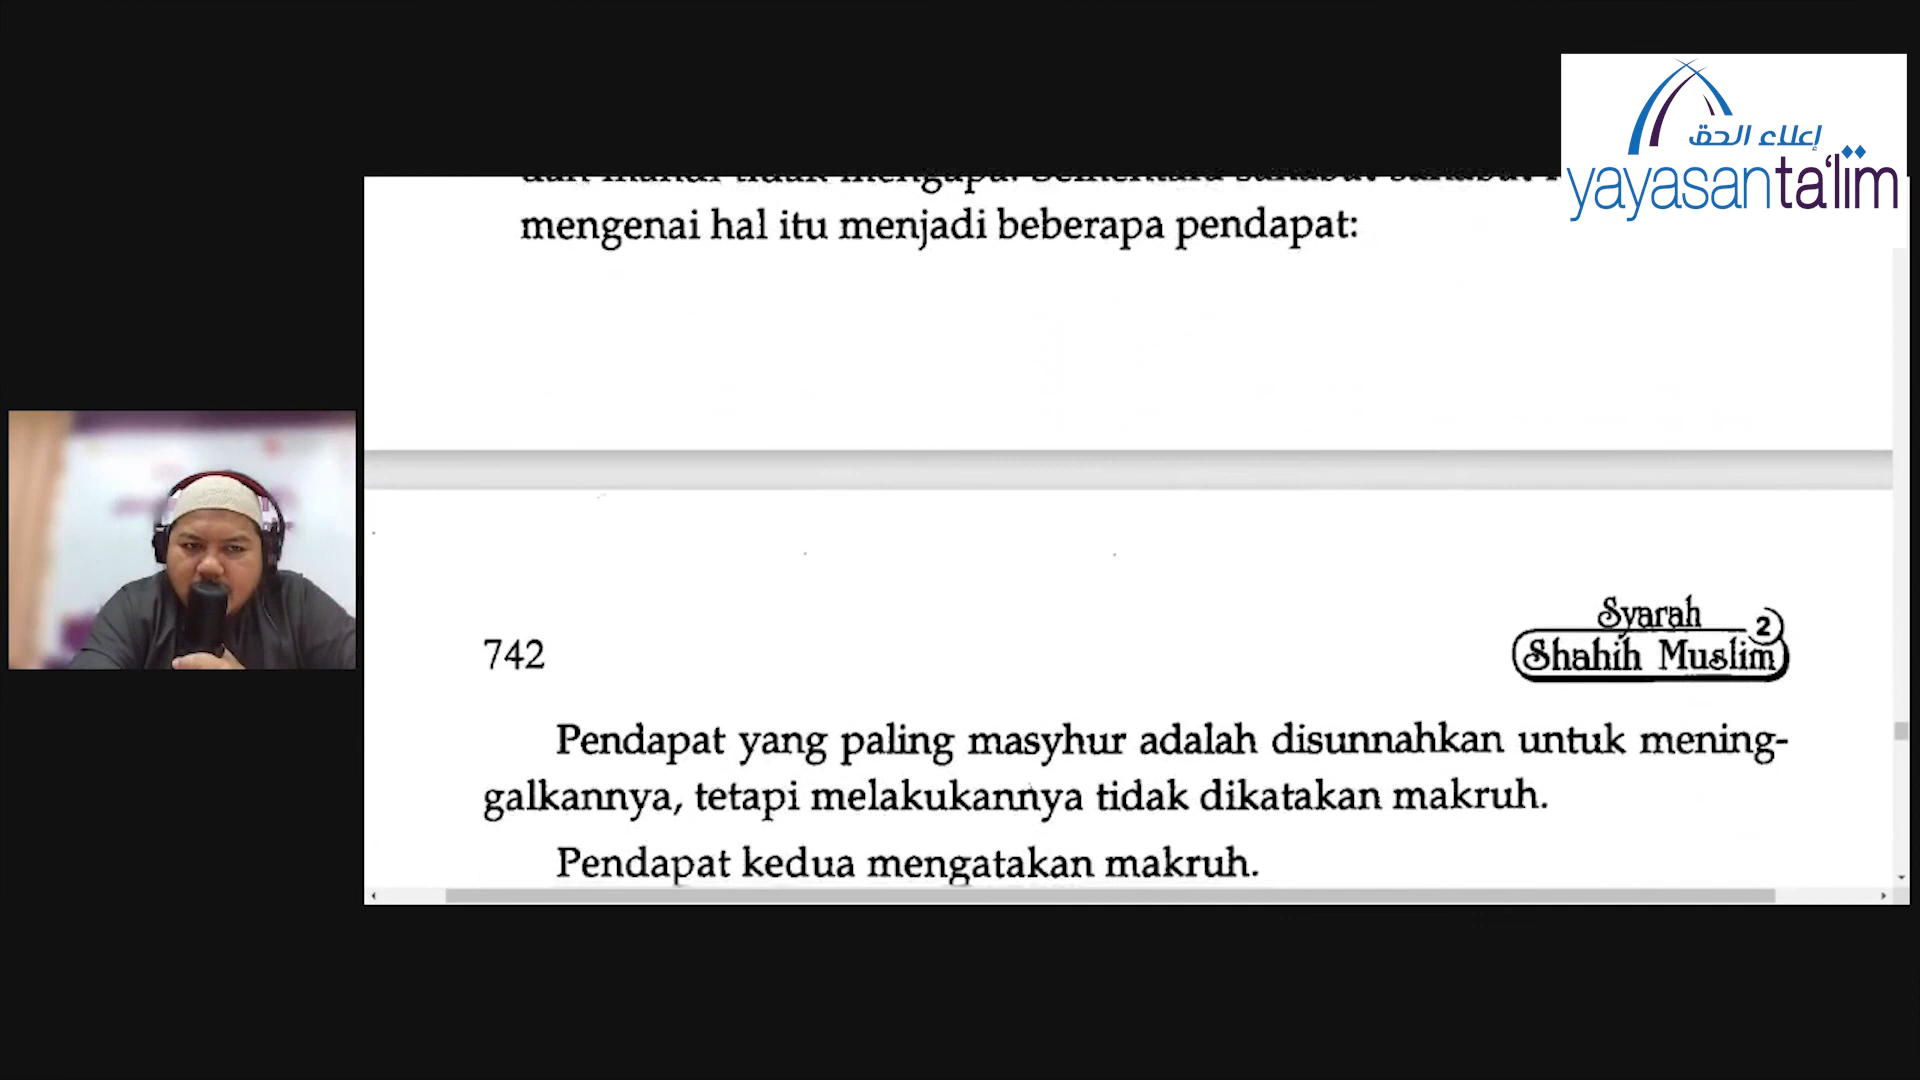 إعلاء الحق
yayasanta'lim
mengenai hal itu menjadi beberapa pendapat:
742
Syarah
Shahih Muslim 2
Pendapat yang paling masyhur adalah disunnahkan untuk mening-
galkannya, tetapi melakukannya tidak dikatakan makruh.
Pendapat kedua mengatakan makruh.